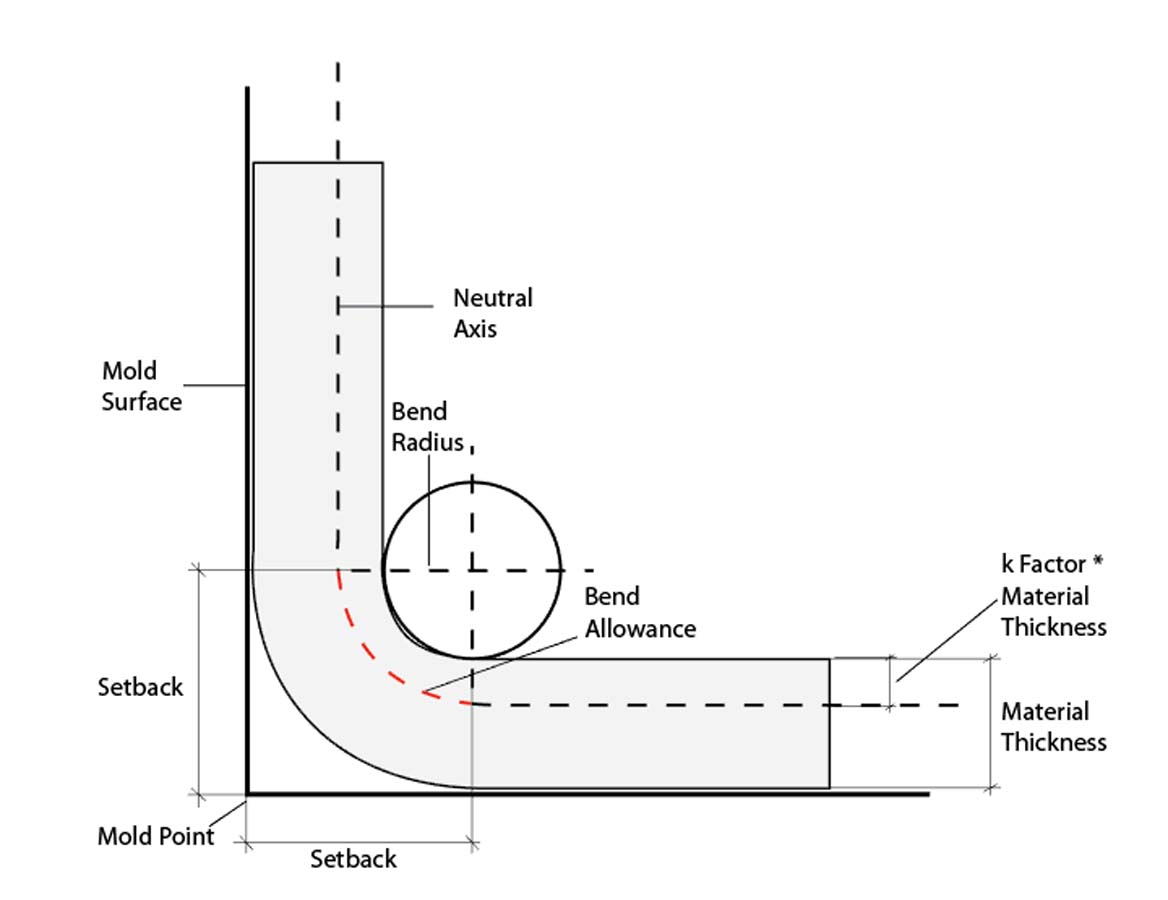 Neutral
Axis
Mold
Surface
Bend
Radius
k Factor *
Material
Thickness
Bend
Allowance
Setback
Material
Thickness
Mold Point
Setback